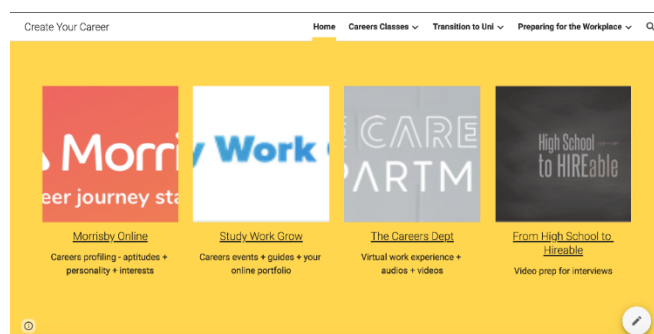 Create Your Career
Home Careers Classes Transition to Uni Preparing for the Workplace
Morri
eer journey sta
y Work
E CARE
PARTM
High School
to HIREable
Morrisby Online
Study Work Grow
The Careers Dept
From High School to
Hireable
Careers profiling - aptitudes +
personality + interests
Careers events + guides + your
online portfolio
Virtual work experience +
audios + videos
Video prep for interviews